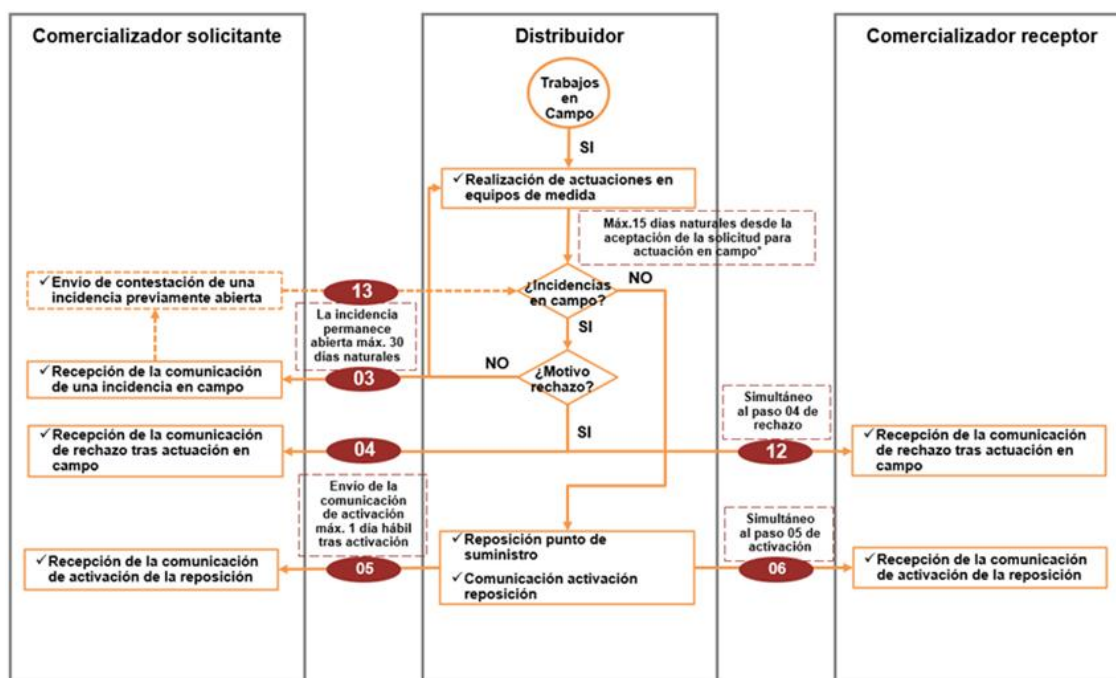 Comercializador solicitante
Distribuidor
Comercializador receptor
Trabajos
en
Campo
SI
✓Realización de actuaciones en
equipos de medida
Máx.15 días naturales desde la
aceptación de la solicitud para
actuación en campo*
✓ Envío de contestación de una
incidencia previamente abierta
13
¿Incidencias
en campo?
NO
La incidencia
permanece
abierta máx. 30
días naturales
SI
✓ Recepción de la comunicación
de una incidencia en campo
03
NO
¿Motivo
rechazo?
Simultáneo
al paso 04 de
rechazo
SI
✓ Recepción de la comunicación
de rechazo tras actuación en
campo
04
12
✓ Recepción de la comunicación
de rechazo tras actuación en
campo
Envío de la
comunicación
de activación
máx. 1 día hábil
tras activación
Simultáneo
al paso 05 de
activación
✓ Reposición punto de
suministro
✓ Comunicación activación
reposición
✓ Recepción de la comunicación
de activación de la reposición
05
06
✓ Recepción de la comunicación
de activación de la reposición